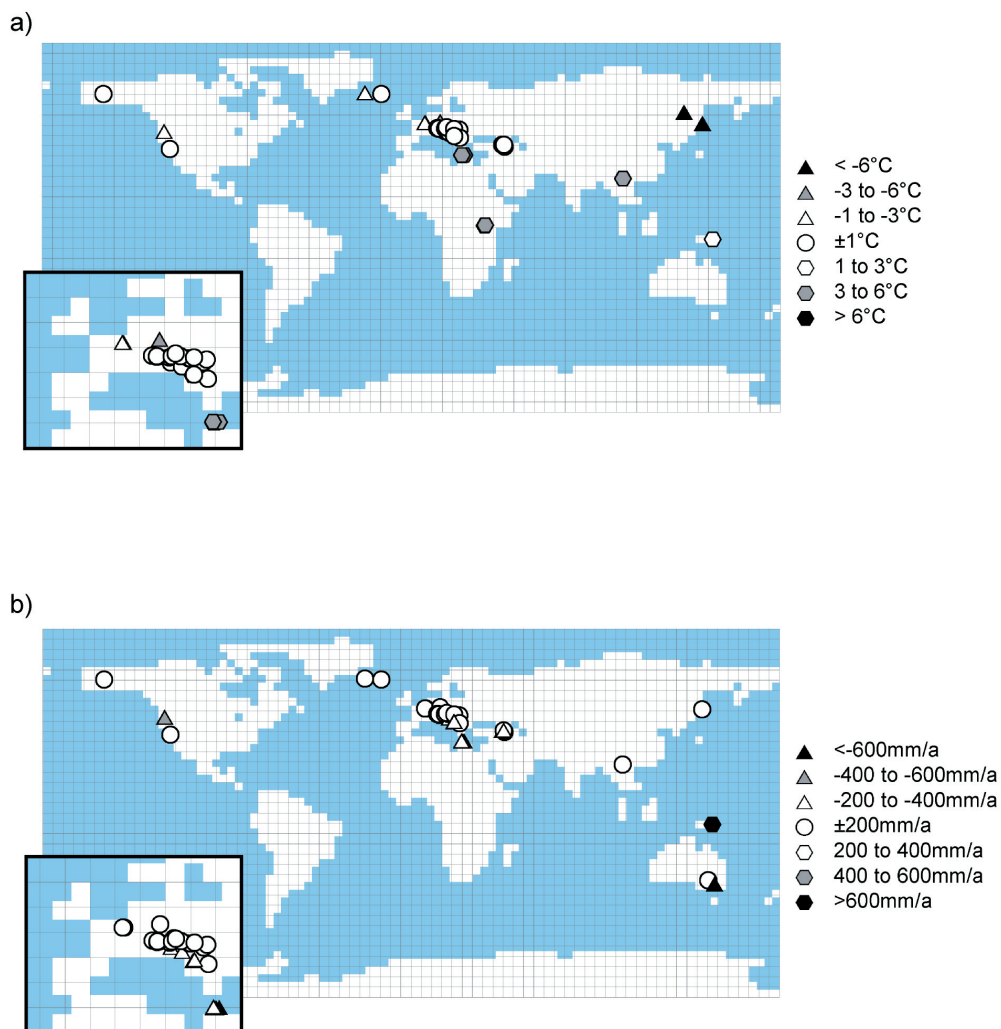 a)
< -6°C
-3 to -6°C
-1 to -3°C
±1°C
1 to 3°C
3 to 6°C
> 6°C
b)
<-600mm/a
-400 to -600mm/a
-200 to -400mm/a
±200mm/a
200 to 400mm/a
400 to 600mm/a
>600mm/a